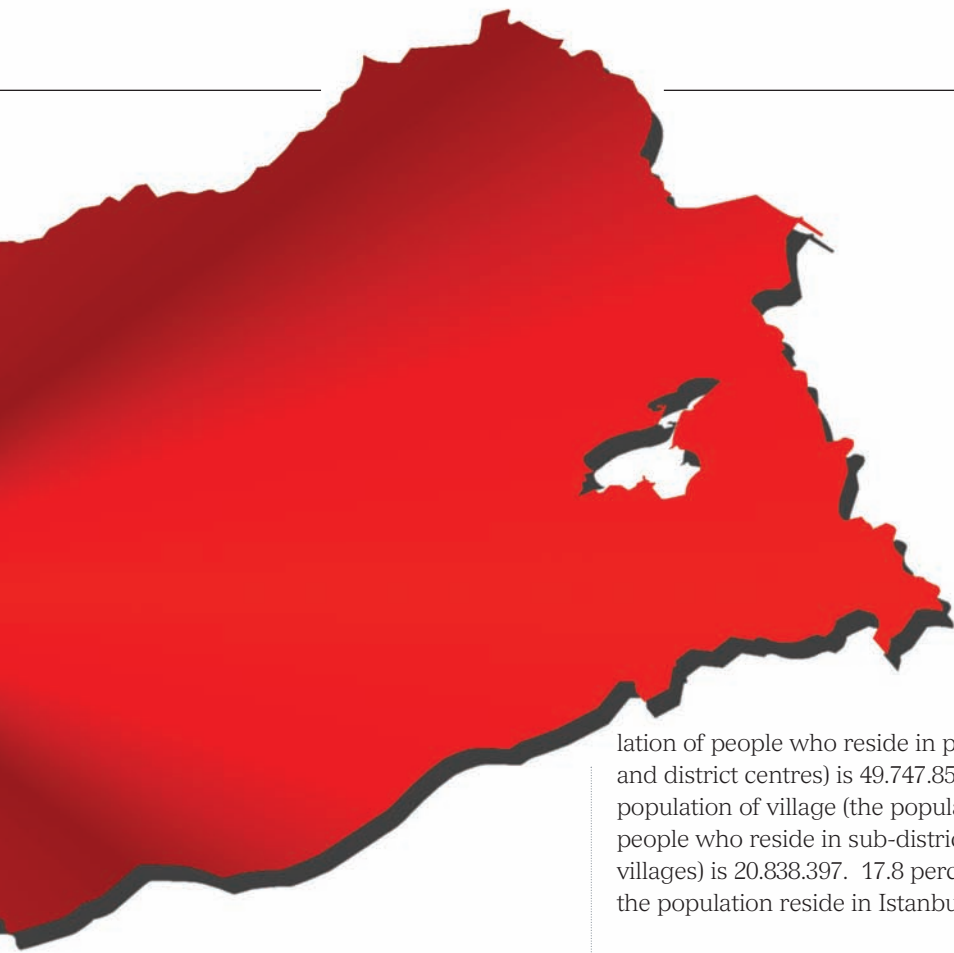 lation of people who reside in p
and district centres) is 49.747.85
population of village (the popula
people who reside in sub-distric
villages) is 20.838.397. 17.8 perc
the population reside in Istanbu